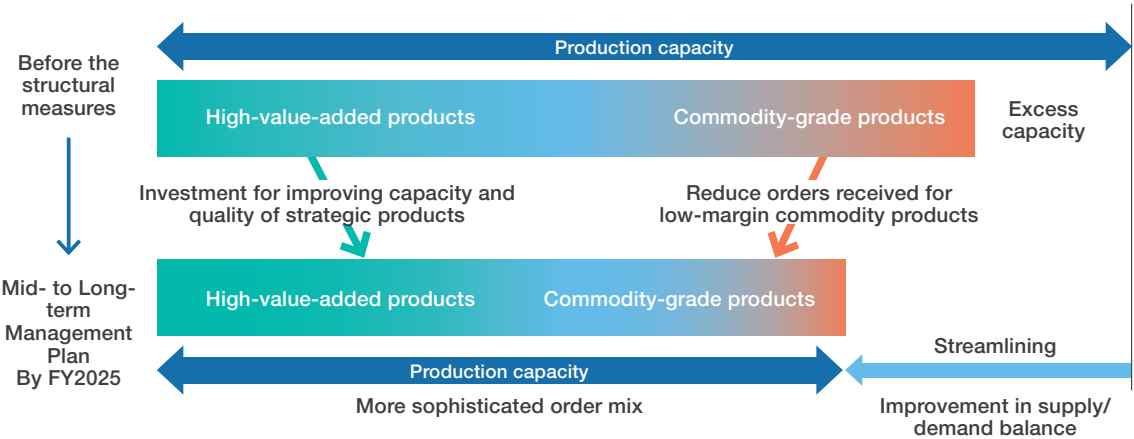 Production capacity
Before the
structural
measures
High-value-added products
Commodity-grade products
Excess
capacity
Investment for improving capacity and
quality of strategic products
Reduce orders received for
low-margin commodity products
Mid- to Long-
term
Management
Plan
By FY2025
High-value-added products
Commodity-grade products
Production capacity
More sophisticated order mix
Streamlining
Improvement in supply/
demand balance